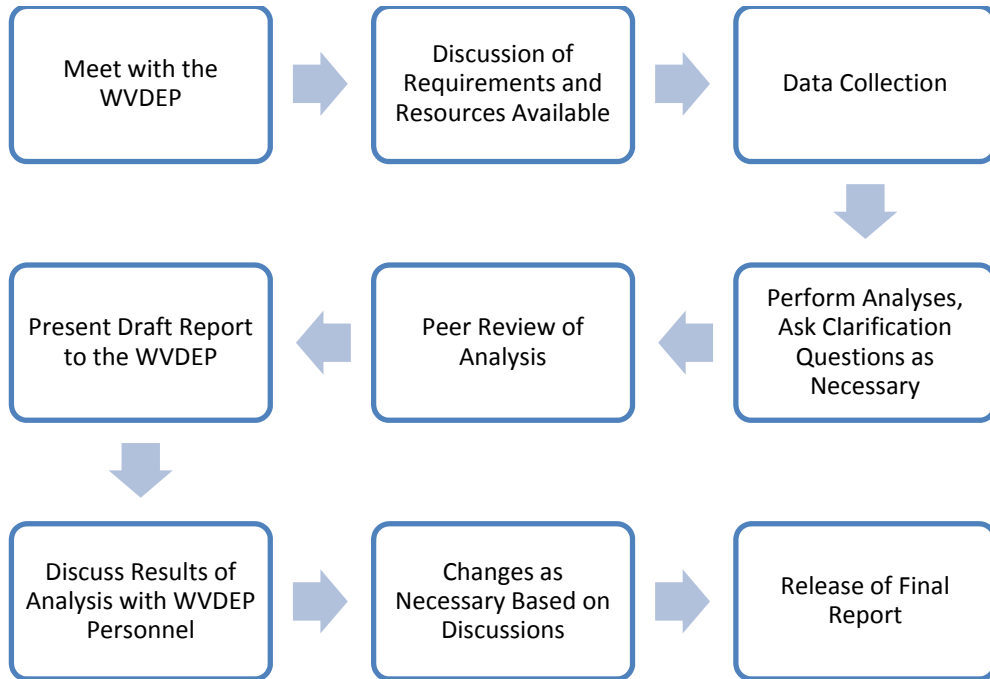 Meet with the
WVDEP
Discussion of
Requirements and
Resources Available
Data Collection
Perform Analyses,
Ask Clarification
Questions as
Necessary
Peer Review of
Analysis
Present Draft Report
to the WVDEP
Discuss Results of
Analysis with WVDEP
Personnel
Changes as
Necessary Based on
Discussions
Release of Final
Report